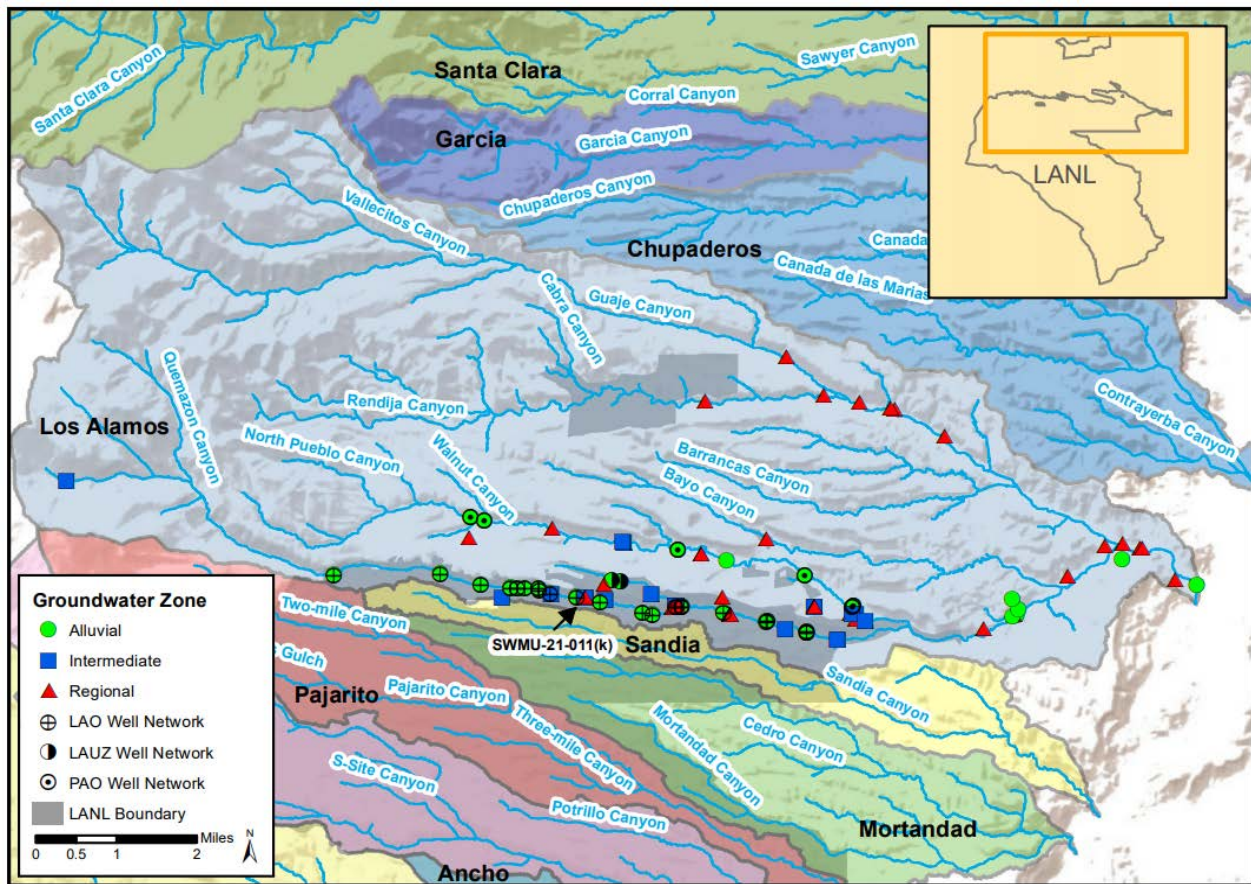 Santa Clara Canyon
Santa Clara
Sawyer Canyon
Corral Canyon
Garcia
Garcia Canyon
Chupaderos Canyon
Vallecitos Canyon
Chupaderos
Canada
Canada de las Marias
LANL
Cabra Canyon
Guaje Canyon
Contrayerba Canyon
Quemazon Canyon
Rendija Canyon
Los Alamos
North Pueblo Canyon
Walnut Canyon
Barrancas Canyon
Bayo Canyon
Two-mile Canyon
SWMU-21-011(k)
Sandia
Sandia Canyon
Gulch
Pajarito
Pajarito Canyon
Three-mile Canyon
Mortandad Canyon
Cedro Canyon
S-Site Canyon
Potrillo Canyon
Mortandad
Ancho
Groundwater Zone
Alluvial
Intermediate
Regional
LAO Well Network
LAUZ Well Network
PAO Well Network
LANL Boundary
Miles
N
0 0.5 1 2